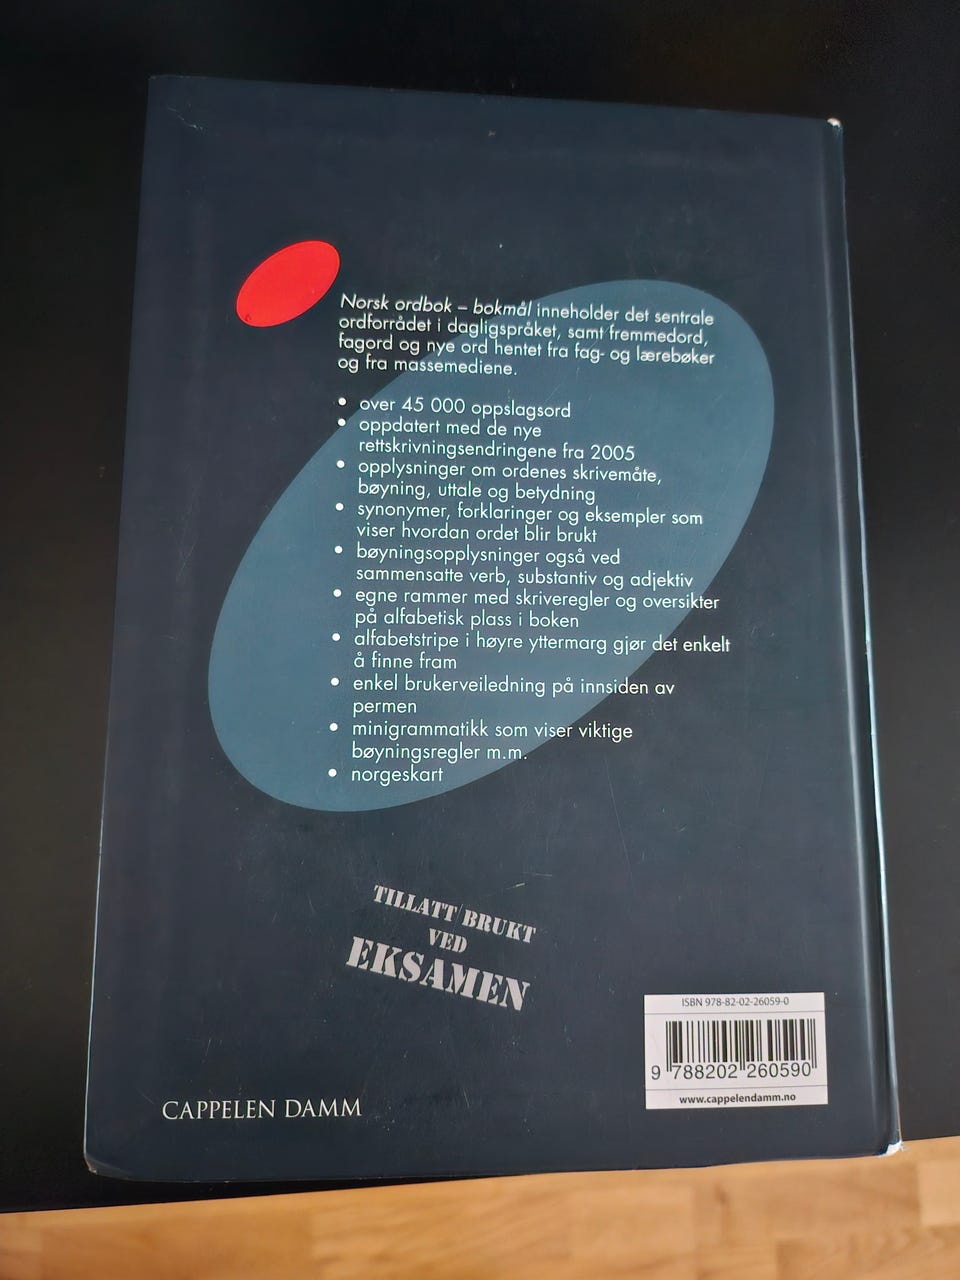 Norsk ordbok – bokmål inneholder det sentrale
ordforrådet i dagligspråket, samt fremmedord,
fagord og nye ord hentet fra fag- og lærebøker
og fra massemediene.
• over 45 000 oppslagsord
• oppdatert med de nye
rettskrivningsendringene fra 2005
• opplysninger om ordenes skrivemåte,
bøyning, uttale og betydning
• synonymer, forklaringer og eksempler som
viser hvordan ordet blir brukt
• bøyningsopplysninger også ved
sammensatte verb, substantiv og adjektiv
• egne rammer med skriveregler og oversikter
på alfabetisk plass i boken
• alfabetstripe i høyre yttermarg gjør det enkelt
å finne fram
• enkel brukerveiledning på innsiden av
permen
• minigrammatikk som viser viktige
bøyningsregler m.m.
• norgeskart
TILLATT BRUKT
VED
EKSAMEN
ISBN 978-82-02-26059-0
9 788202 260590
www.cappelendamm.no
CAPPELEN DAMM